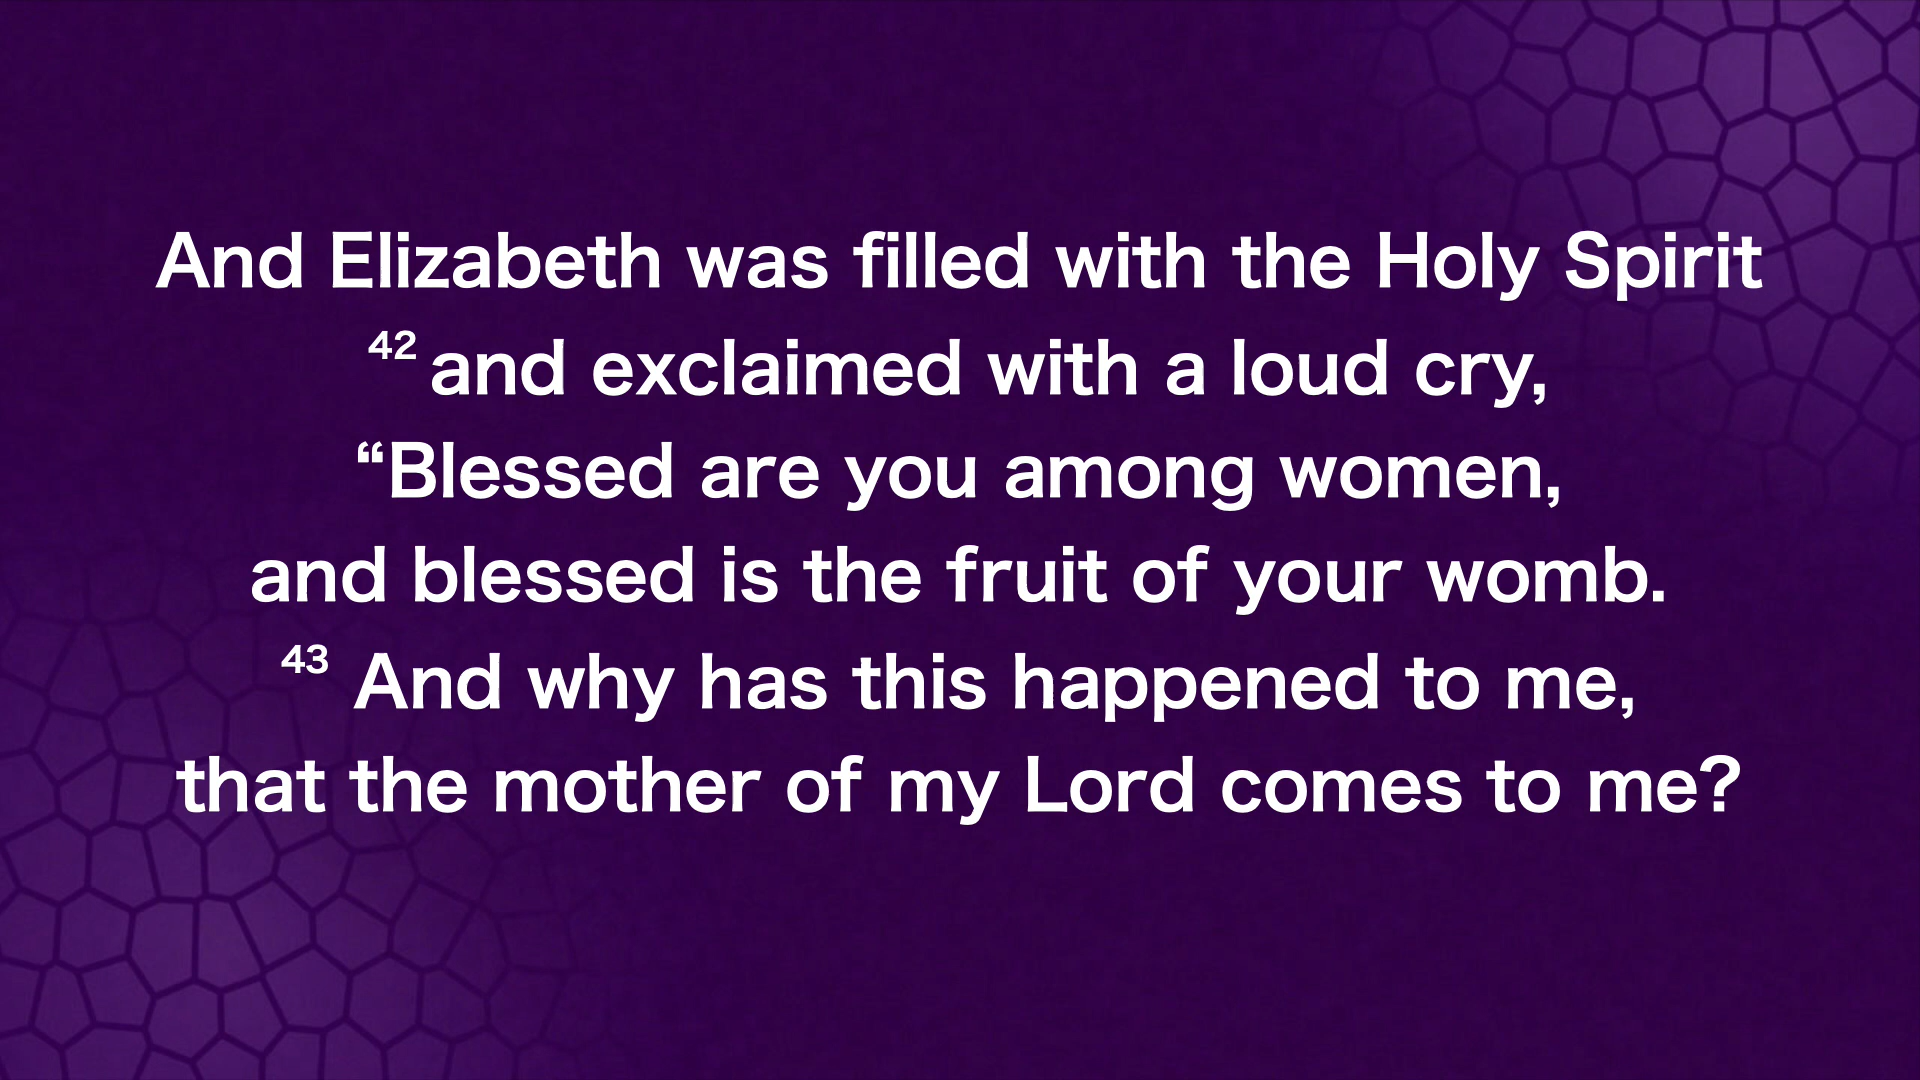 And Elizabeth was filled with the Holy Spirit
42 and exclaimed with a loud cry,
“Blessed are you among women,
and blessed is the fruit of your womb.
43 And why has this happened to me,
that the mother of my Lord comes to me?